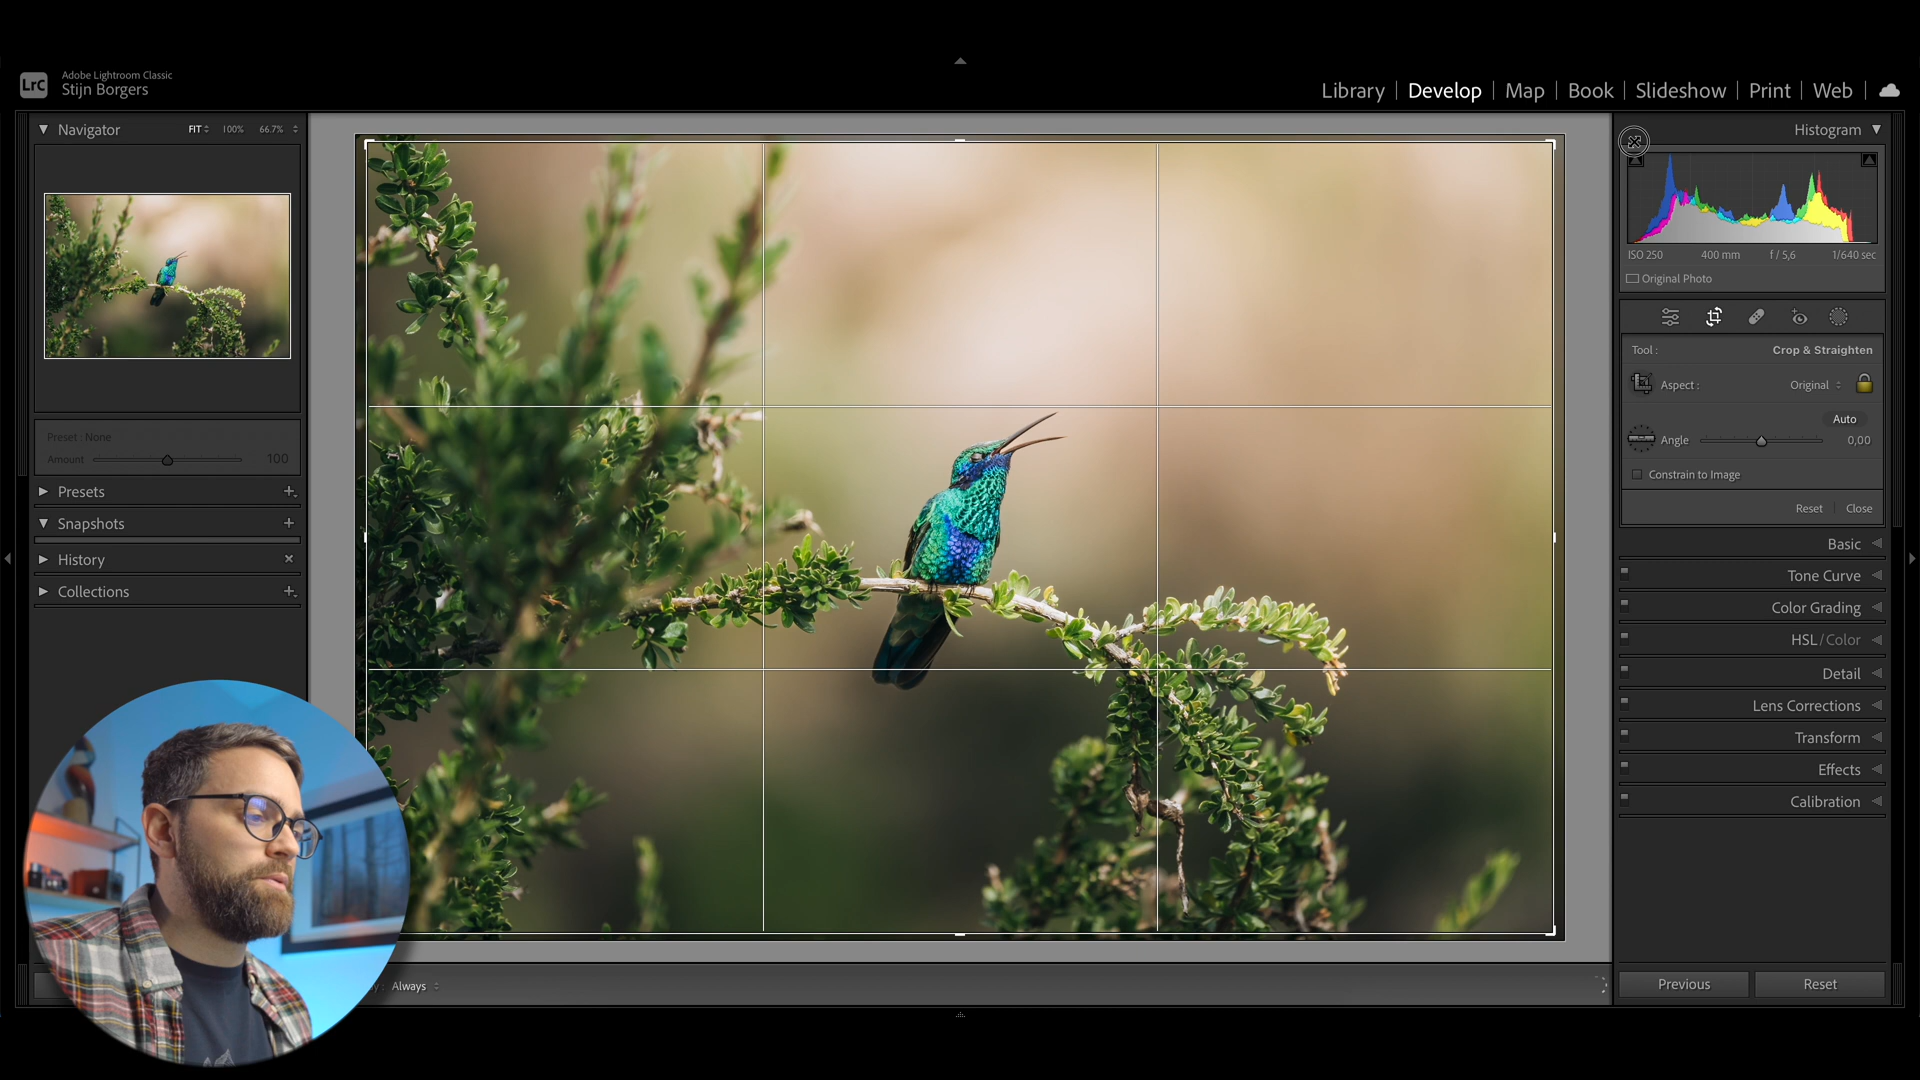 LrC
Adobe Lightroom Classic
Stijn Borgers
Library | Develop | Map | Book | Slideshow | Print | Web
Navigator
FIT
100%
66.7%
Preset : None
Amount
100
Presets
Snapshots
History
Collections
Always
Histogram
ISO 250
400 mm
f / 5,6
1/640 sec
Original Photo
Tool :
Crop & Straighten
Aspect :
Original
Auto
Angle
0,00
Constrain to Image
Reset
Close
Basic
Tone Curve
Color Grading
HSL / Color
Detail
Lens Corrections
Transform
Effects
Calibration
Previous
Reset